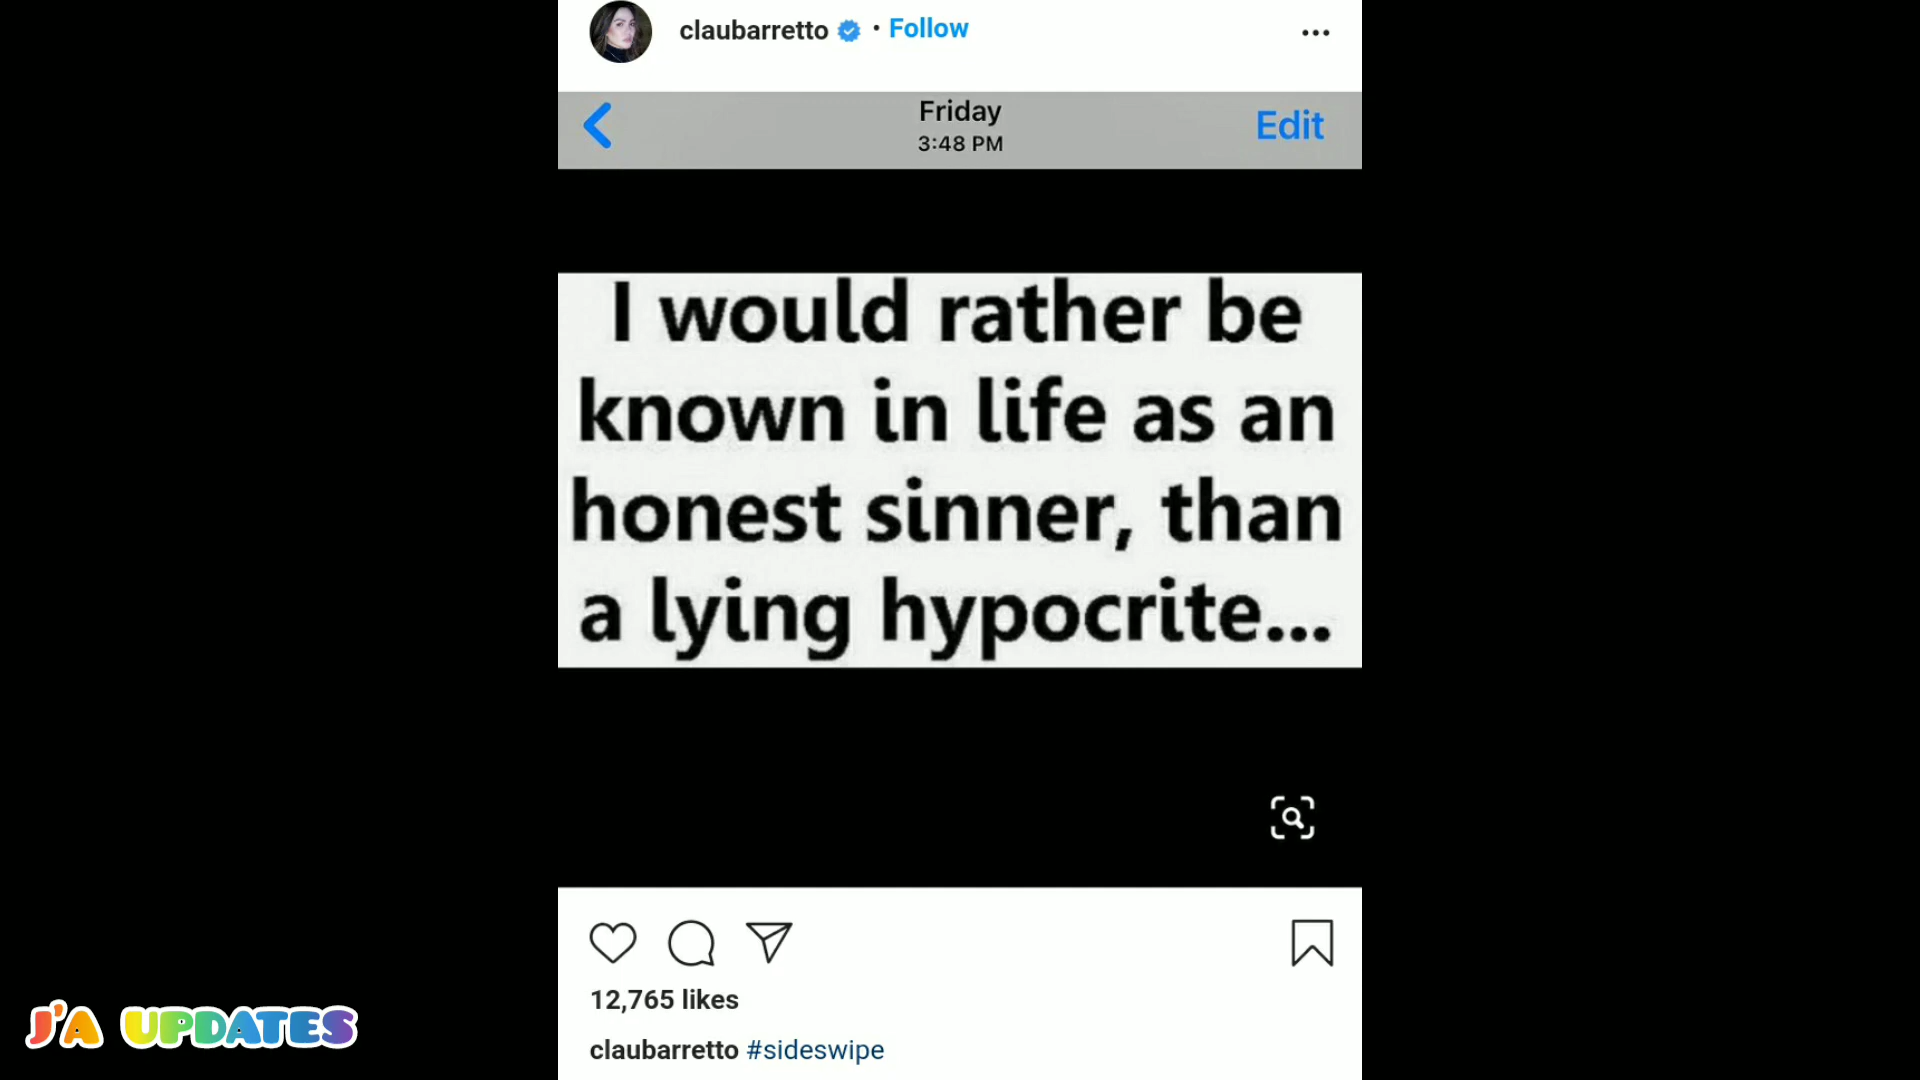 claubarretto • Follow
Friday
3:48 PM
Edit
I would rather be
known in life as an
honest sinner, than
a lying hypocrite...
12,765 likes
claubarretto #sideswipe
J'A UPDATES